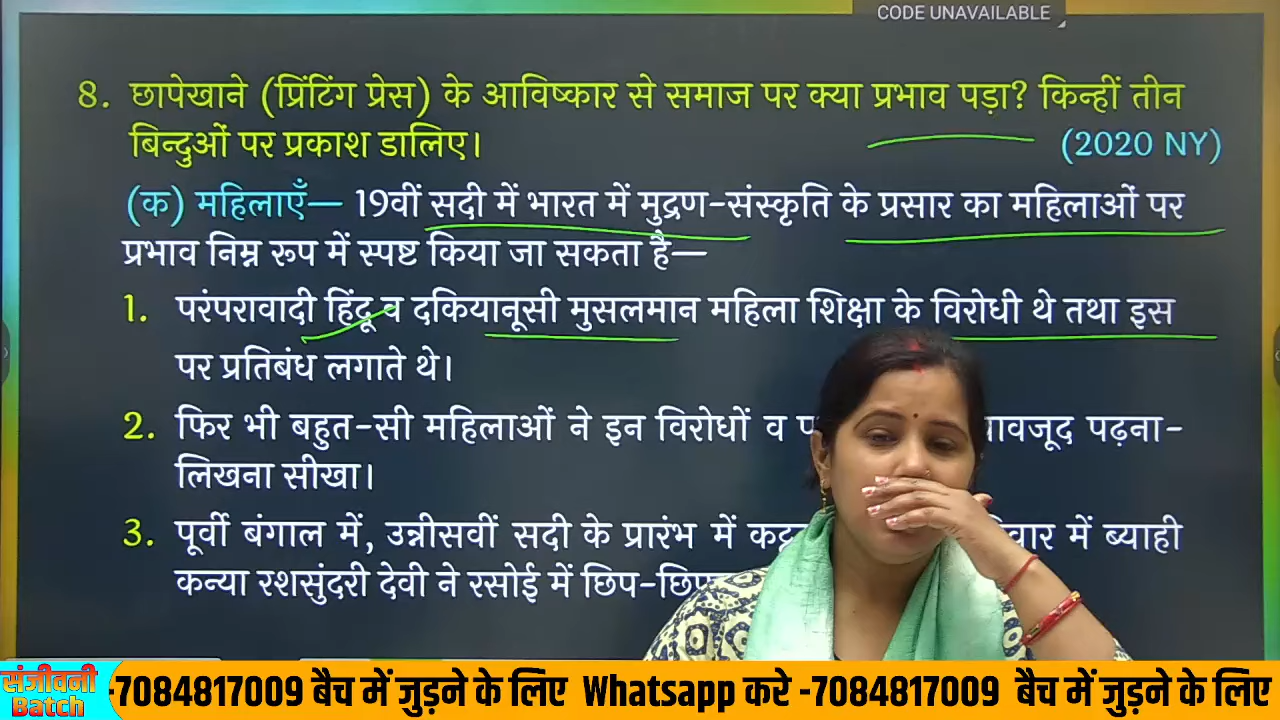 CODE UNAVAILABLE
8. छापेखाने (प्रिंटिंग प्रेस) के आविष्कार से समाज पर क्या प्रभाव पड़ा? किन्हीं तीन
बिन्दुओं पर प्रकाश डालिए। (2020 NY)
(क) महिलाएँ— 19वीं सदी में भारत में मुद्रण-संस्कृति के प्रसार का महिलाओं पर
प्रभाव निम्न रूप में स्पष्ट किया जा सकता है—
1. परंपरावादी हिंदू व दकियानूसी मुसलमान महिला शिक्षा के विरोधी थे तथा इस
पर प्रतिबंध लगाते थे।
2. फिर भी बहुत-सी महिलाओं ने इन विरोधों व पढ़ना-
लिखना सीखा।
3. पूर्वी बंगाल में, उन्नीसवीं सदी के प्रारंभ में में ब्याही
कन्या रशसुंदरी देवी ने रसोई में
संजीवनी
Batch
-7084817009 बैच में जुड़ने के लिए Whatsapp करे -7084817009 बैच में जुड़ने के लिए